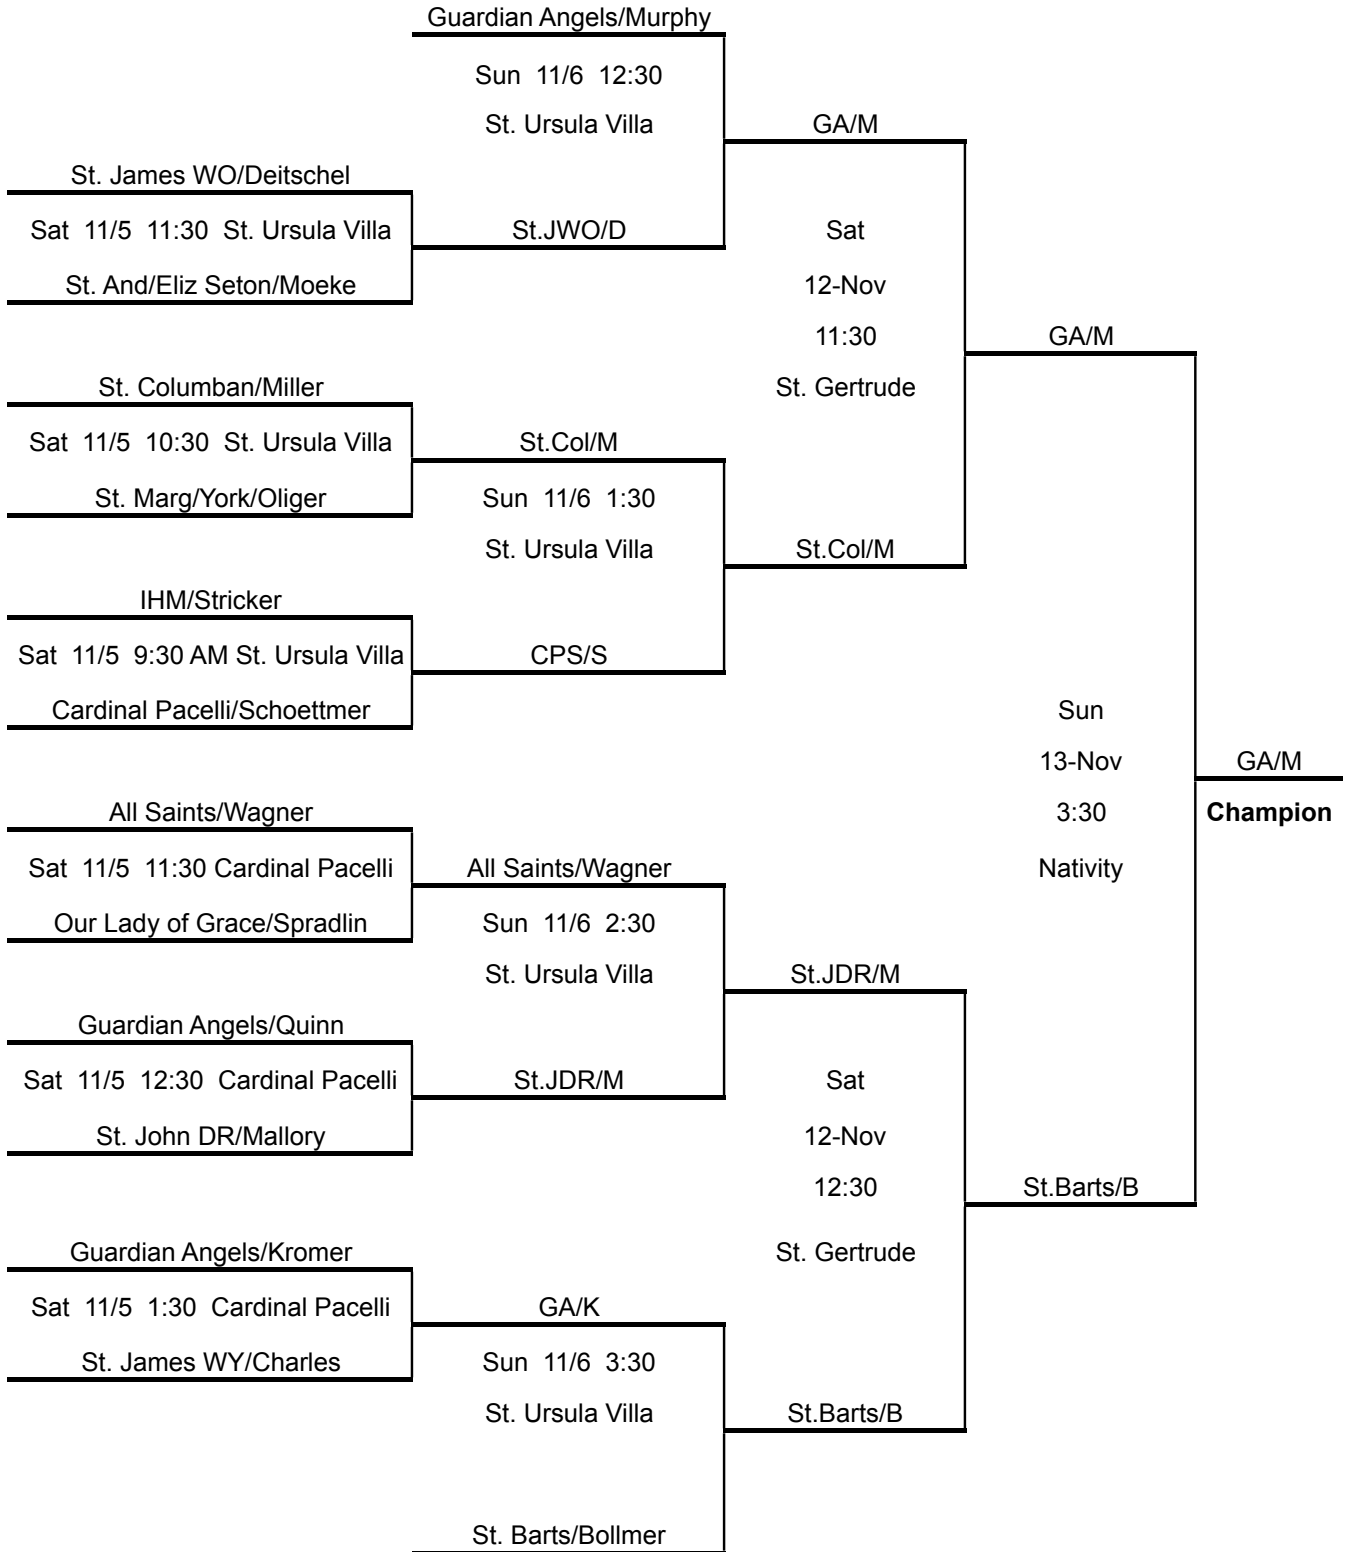 Guardian Angels/Murphy
Sun 11/6 12:30
St. Ursula Villa
GA/M
St. James WO/Deitschel
Sat 11/5 11:30 St. Ursula Villa
St.JWO/D
Sat
St. And/Eliz Seton/Moeke
12-Nov
11:30
GA/M
St. Columban/Miller
St. Gertrude
Sat 11/5 10:30 St. Ursula Villa
St.Col/M
St. Marg/York/Oliger
Sun 11/6 1:30
St. Ursula Villa
St.Col/M
IHM/Stricker
Sat 11/5 9:30 AM St. Ursula Villa
CPS/S
Cardinal Pacelli/Schoettmer
Sun
13-Nov
GA/M
All Saints/Wagner
3:30
Champion
Sat 11/5 11:30 Cardinal Pacelli
All Saints/Wagner
Nativity
Our Lady of Grace/Spradlin
Sun 11/6 2:30
St. Ursula Villa
St.JDR/M
Guardian Angels/Quinn
Sat 11/5 12:30 Cardinal Pacelli
St.JDR/M
Sat
St. John DR/Mallory
12-Nov
12:30
St.Barts/B
Guardian Angels/Kromer
St. Gertrude
Sat 11/5 1:30 Cardinal Pacelli
GA/K
St. James WY/Charles
Sun 11/6 3:30
St. Ursula Villa
St.Barts/B
St. Barts/Bollmer